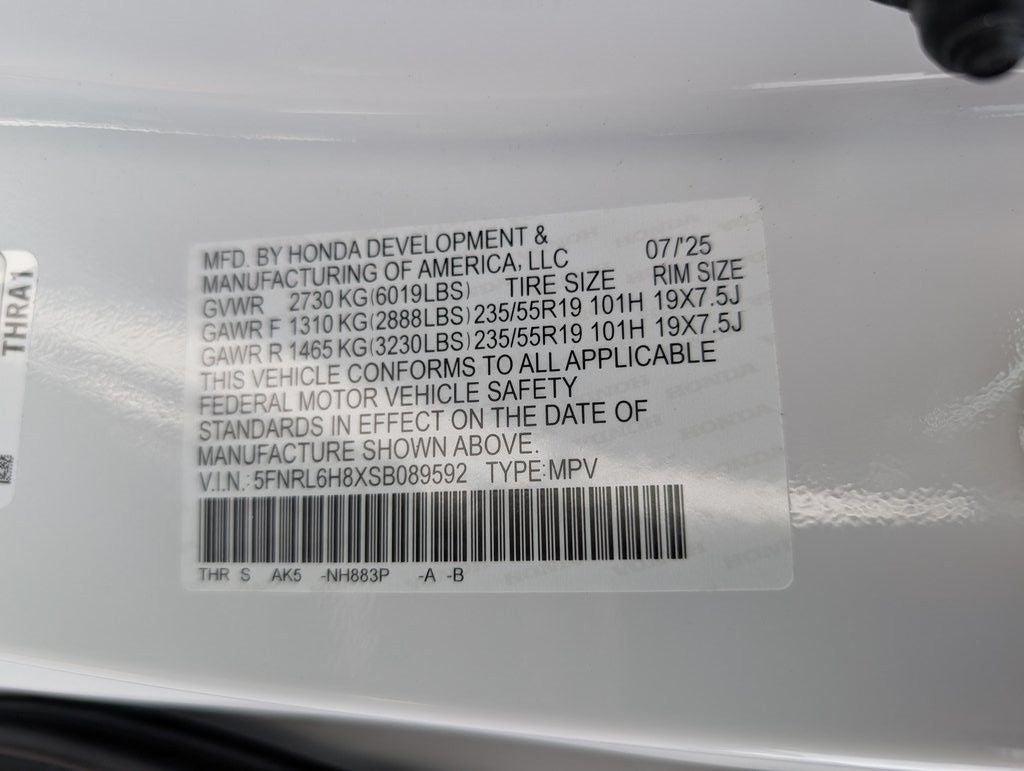 MFD. BY HONDA DEVELOPMENT &
MANUFACTURING OF AMERICA, LLC 07/'25
GVWR 2730 KG(6019LBS) TIRE SIZE RIM SIZE
GAWR F 1310 KG(2888LBS) 235/55R19 101H 19X7.5J
GAWR R 1465 KG(3230LBS) 235/55R19 101H 19X7.5J
THIS VEHICLE CONFORMS TO ALL APPLICABLE
FEDERAL MOTOR VEHICLE SAFETY
STANDARDS IN EFFECT ON THE DATE OF
MANUFACTURE SHOWN ABOVE.
V.I.N.: 5FNRL6H8XSB089592 TYPE:MPV
THR S AK5 -NH883P -A -B
THRA1